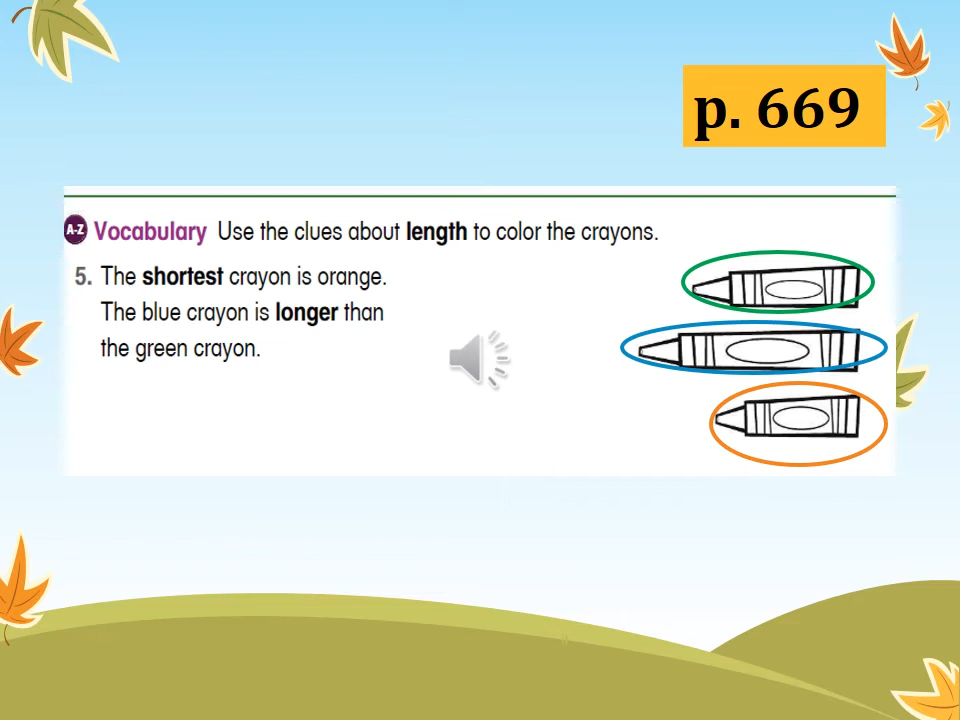 p. 669
A-Z Vocabulary Use the clues about length to color the crayons.
5. The shortest crayon is orange.
The blue crayon is longer than
the green crayon.